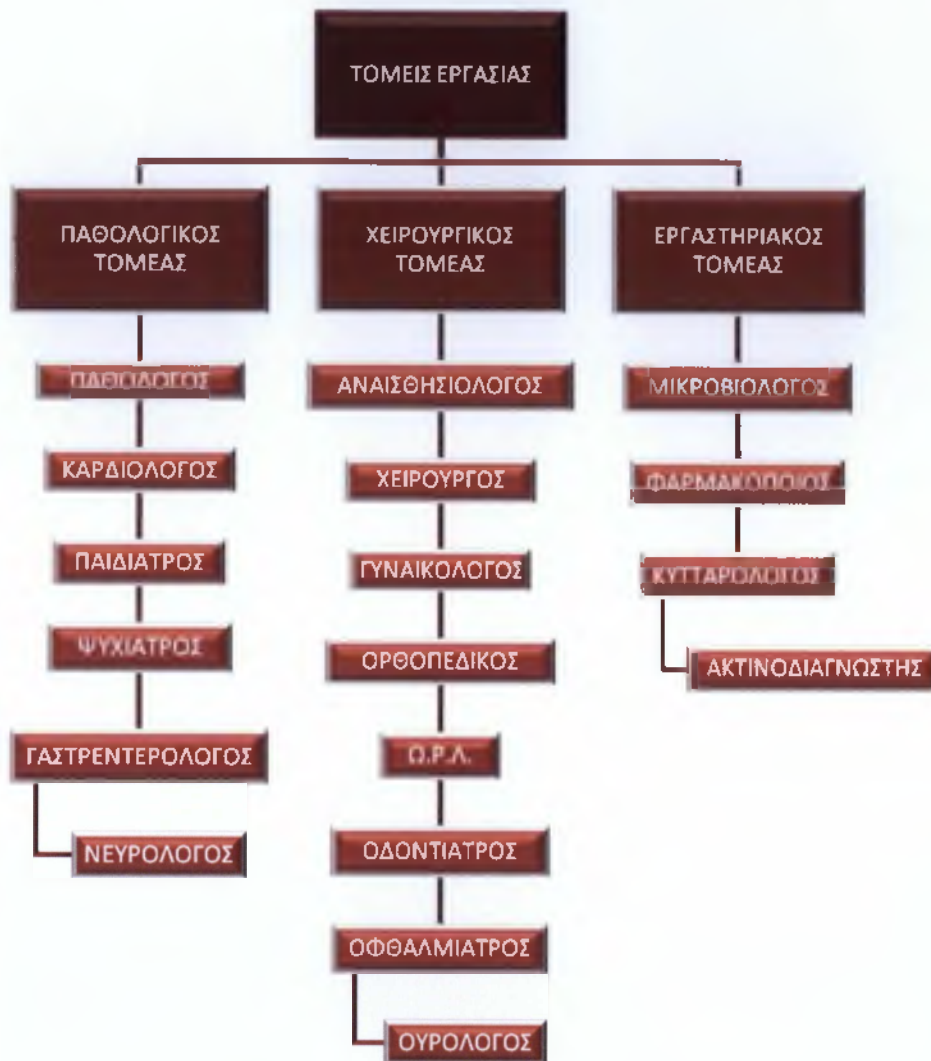 ΤΟΜΕΙΣ ΕΡΓΑΣΙΑΣ
ΠΑΘΟΛΟΓΙΚΟΣ
ΤΟΜΕΑΣ
ΠΑΘΟΛΟΓΟΣ
ΚΑΡΔΙΟΛΟΓΟΣ
ΠΑΙΔΙΑΤΡΟΣ
ΨΥΧΙΑΤΡΟΣ
ΓΑΣΤΡΕΝΤΕΡΟΛΟΓΟΣ
ΝΕΥΡΟΛΟΓΟΣ
ΧΕΙΡΟΥΡΓΙΚΟΣ
ΤΟΜΕΑΣ
ΑΝΑΙΣΘΗΣΙΟΛΟΓΟΣ
ΧΕΙΡΟΥΡΓΟΣ
ΓΥΝΑΙΚΟΛΟΓΟΣ
ΟΡΘΟΠΕΔΙΚΟΣ
Ω.Ρ.Λ.
ΟΔΟΝΤΙΑΤΡΟΣ
ΟΦΘΑΛΜΙΑΤΡΟΣ
ΟΥΡΟΛΟΓΟΣ
ΕΡΓΑΣΤΗΡΙΑΚΟΣ
ΤΟΜΕΑΣ
ΜΙΚΡΟΒΙΟΛΟΓΟΣ
ΦΑΡΜΑΚΟΠΟΙΟΣ
ΚΥΤΤΑΡΟΛΟΓΟΣ
ΑΚΤΙΝΟΔΙΑΓΝΩΣΤΗΣ